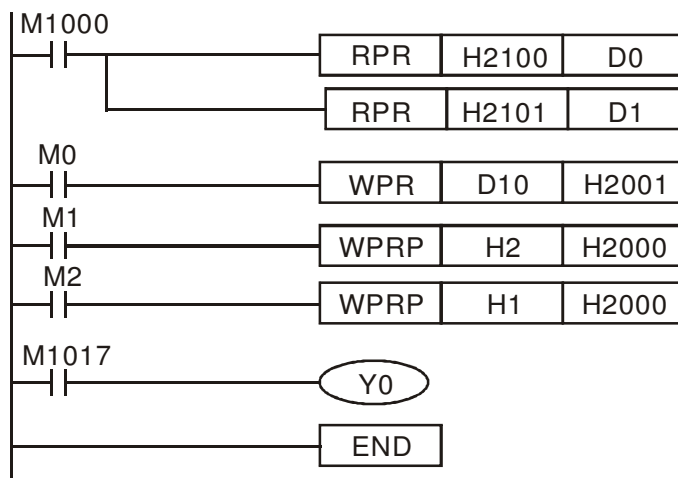 M1000
RPR H2100 D0
RPR H2101 D1
M0
WPR D10 H2001
M1
WPRP H2 H2000
M2
WPRP H1 H2000
M1017
Y0
END